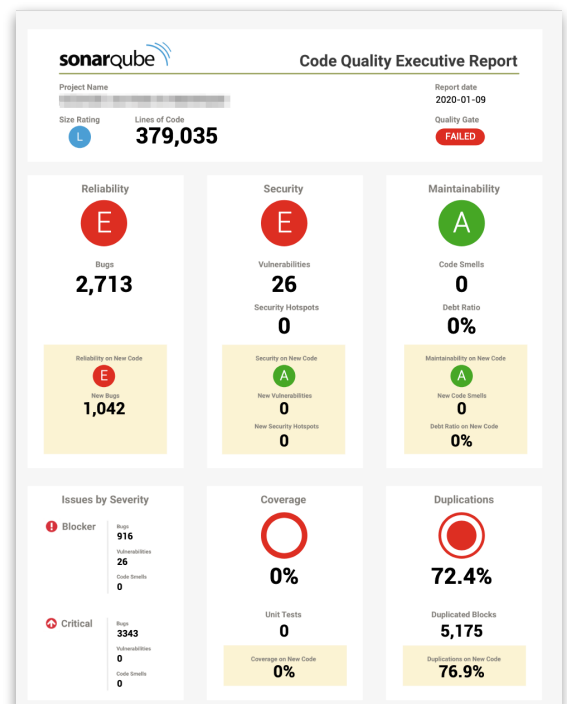 sonarqube
Code Quality Executive Report
Project Name
Report date
2020-01-09
Size Rating
Lines of Code
Quality Gate
L
379,035
FAILED
Reliability
E
Bugs
2,713
Reliability on New Code
E
New Bugs
1,042
Security
E
Vulnerabilities
26
Security Hotspots
0
Security on New Code
A
New Vulnerabilities
0
New Security Hotspots
0
Maintainability
A
Code Smells
0
Debt Ratio
0%
Maintainability on New Code
A
New Code Smells
0
Debt Ratio on New Code
0%
Issues by Severity
Blocker
Bugs
916
Vulnerabilities
26
Code Smells
0
Critical
Bugs
3343
Vulnerabilities
0
Code Smells
0
Coverage
0%
Unit Tests
0
Coverage on New Code
0%
Duplications
72.4%
Duplicated Blocks
5,175
Duplications on New Code
76.9%